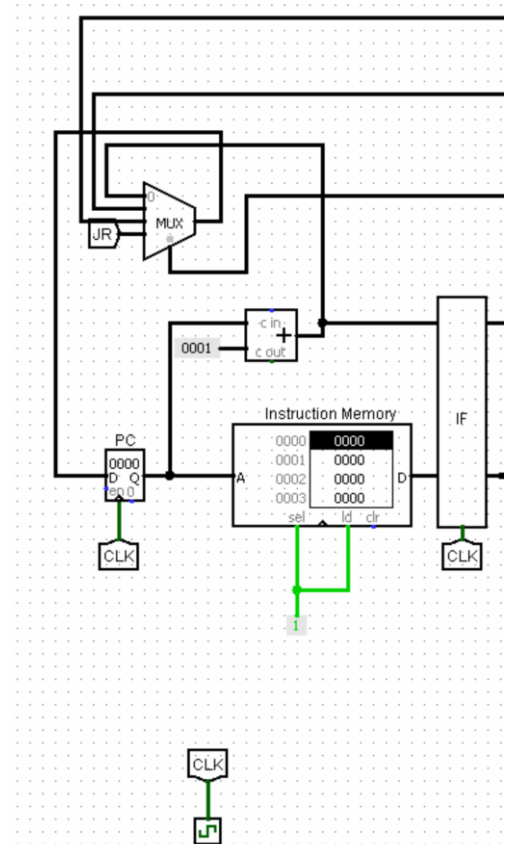 0
MUX
JR
c in
+
0001
c out
Instruction Memory
IF
PC
0000
D Q
en 0
A
0000 0000
0001 0000
0002 0000
0003 0000
D
sel ld clr
CLK
CLK
1
CLK